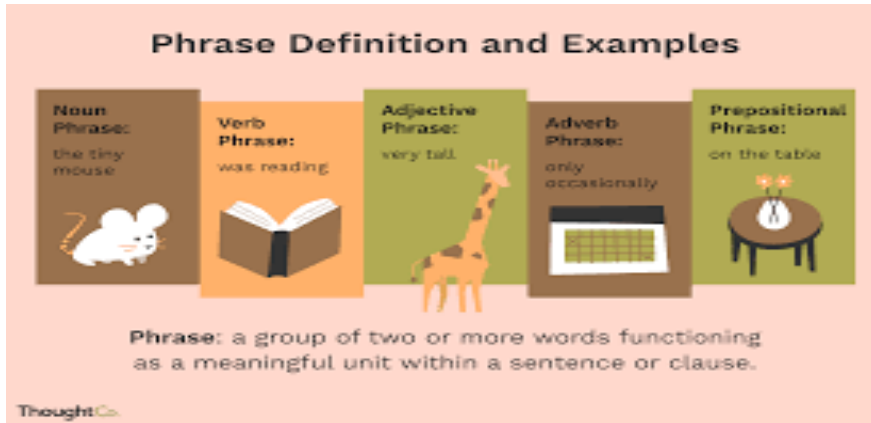 Phrase Definition and Examples
Noun
Phrase:
the tiny
mouse
Verb
Phrase:
was reading
Adjective
Phrase:
very tall
Adverb
Phrase:
only
occasionally
Prepositional
Phrase:
on the table
Phrase: a group of two or more words functioning
as a meaningful unit within a sentence or clause.
ThoughtCo.